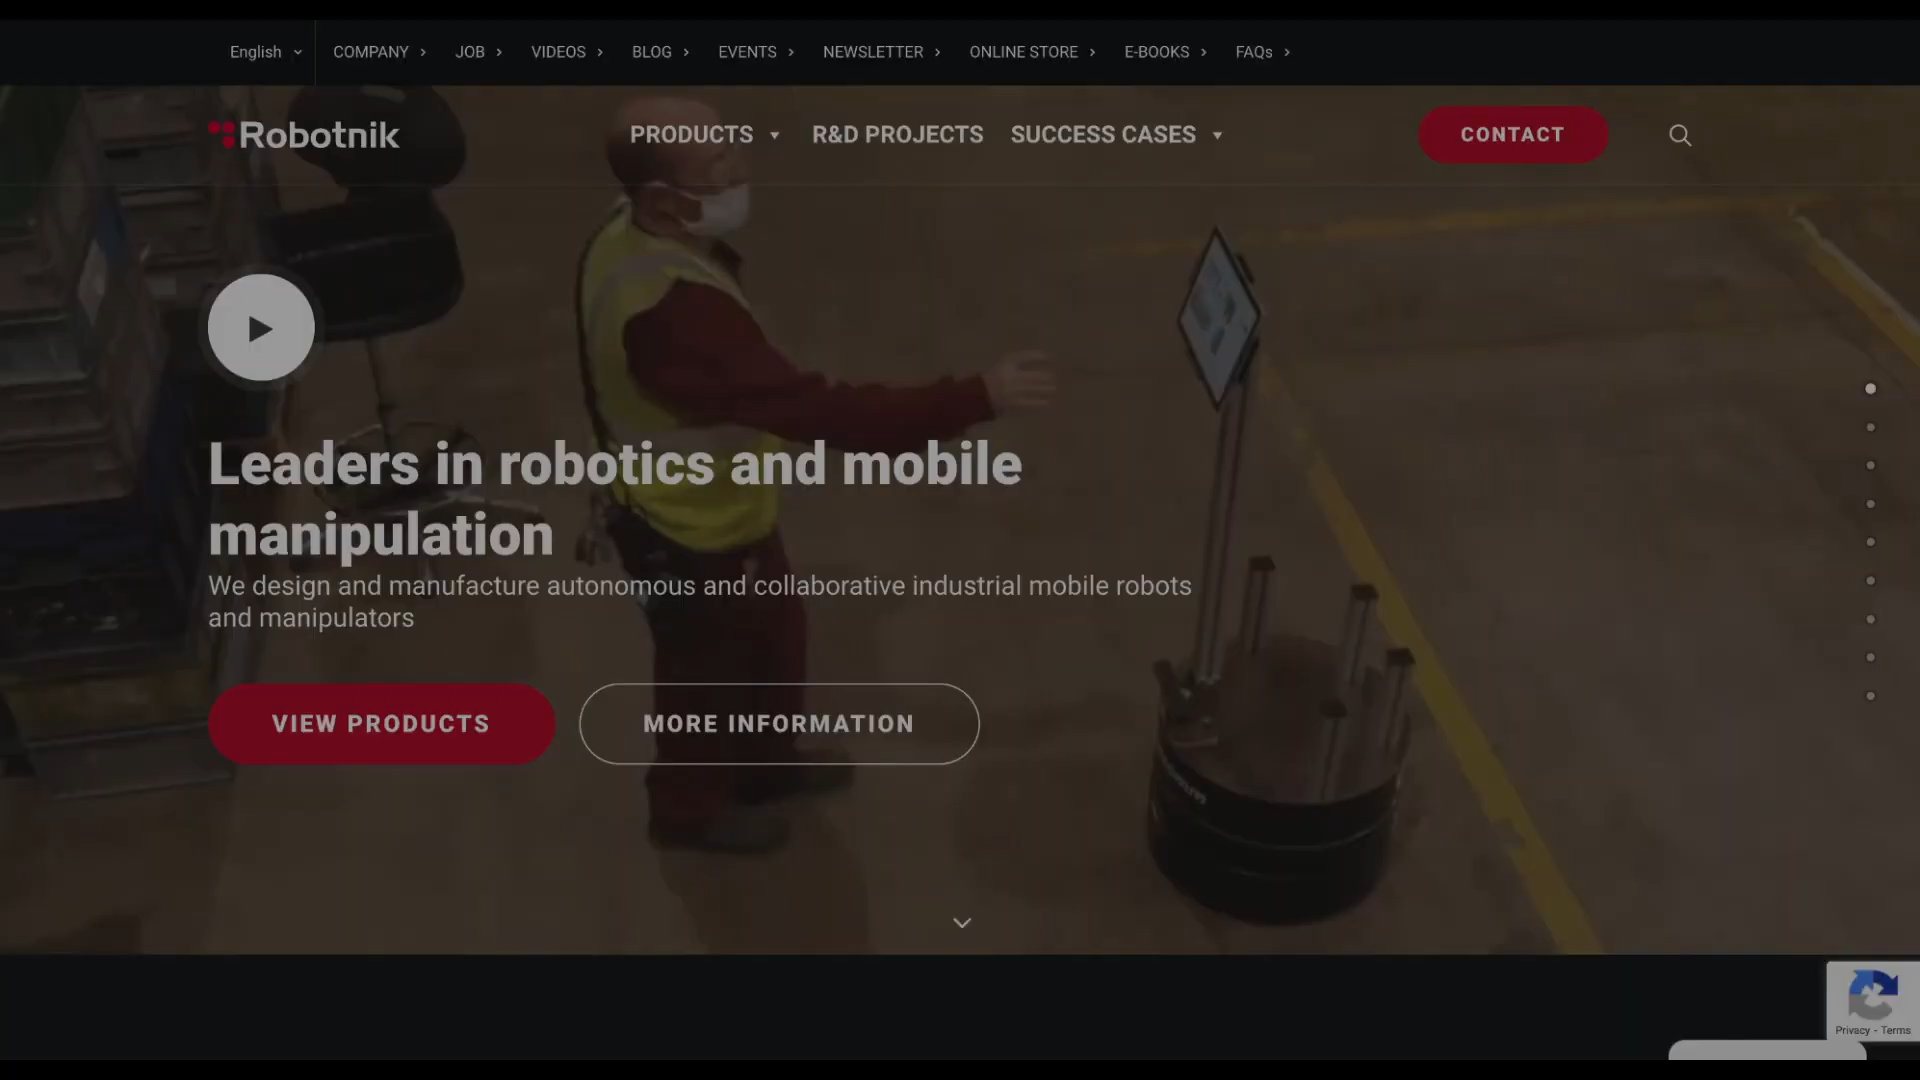 English
COMPANY
JOB
VIDEOS
BLOG
EVENTS
NEWSLETTER
ONLINE STORE
E-BOOKS
FAQs
Robotnik
PRODUCTS
R&D PROJECTS
SUCCESS CASES
CONTACT
Leaders in robotics and mobile
manipulation
We design and manufacture autonomous and collaborative industrial mobile robots
and manipulators
VIEW PRODUCTS
MORE INFORMATION
Privacy - Terms